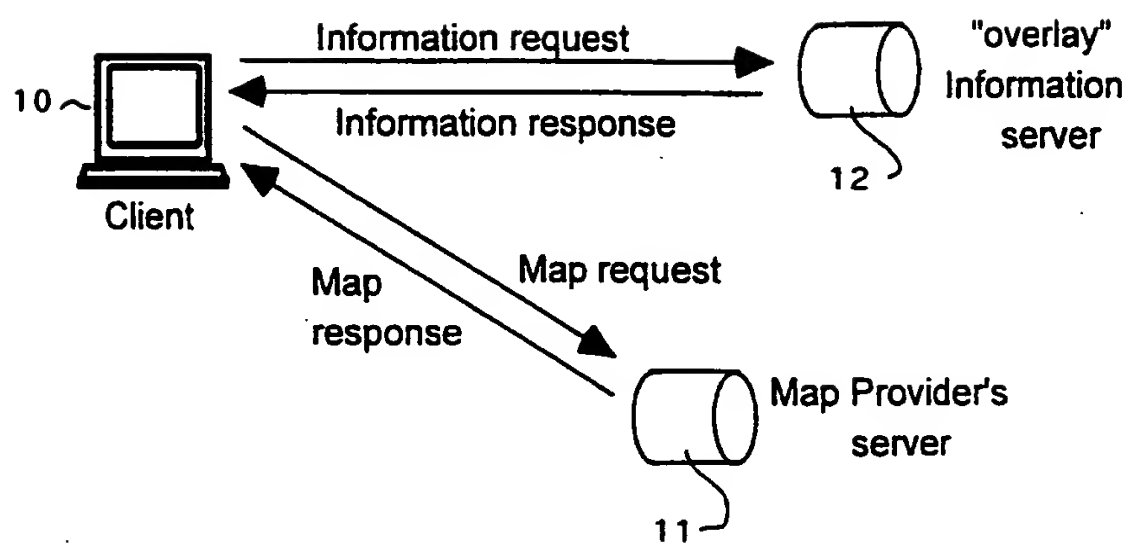 Information request
"overlay"
Information
server
10
Information response
12
Client
Map request
Map
response
Map Provider's
server
11